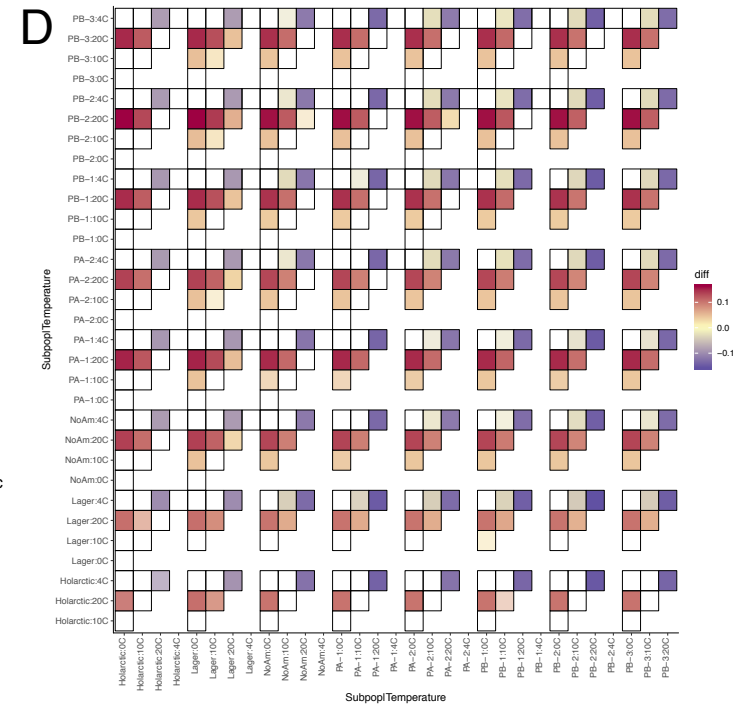 D
PB−3:4C
PB−3:20C
PB−3:10C
PB−3:0C
PB−2:4C
PB−2:20C
PB−2:10C
PB−2:0C
PB−1:4C
PB−1:20C
PB−1:10C
PB−1:0C
PA−2:4C
PA−2:20C
PA−2:10C
PA−2:0C
PA−1:4C
PA−1:20C
PA−1:10C
PA−1:0C
NoAm:4C
NoAm:20C
NoAm:10C
NoAm:0C
Lager:4C
Lager:20C
Lager:10C
Lager:0C
Holarctic:4C
Holarctic:20C
Holarctic:10C
Subpop|Temperature
c
diff
0.1
0.0
−0.1
Holarctic:0C
Holarctic:10C
Holarctic:20C
Holarctic:4C
Lager:0C
Lager:10C
Lager:20C
Lager:4C
NoAm:0C
NoAm:10C
NoAm:20C
NoAm:4C
PA−1:0C
PA−1:10C
PA−1:20C
PA−1:4C
PA−2:0C
PA−2:10C
PA−2:20C
PA−2:4C
PB−1:0C
PB−1:10C
PB−1:20C
PB−1:4C
PB−2:0C
PB−2:10C
PB−2:20C
PB−2:4C
PB−3:0C
PB−3:10C
PB−3:20C
Subpop|Temperature